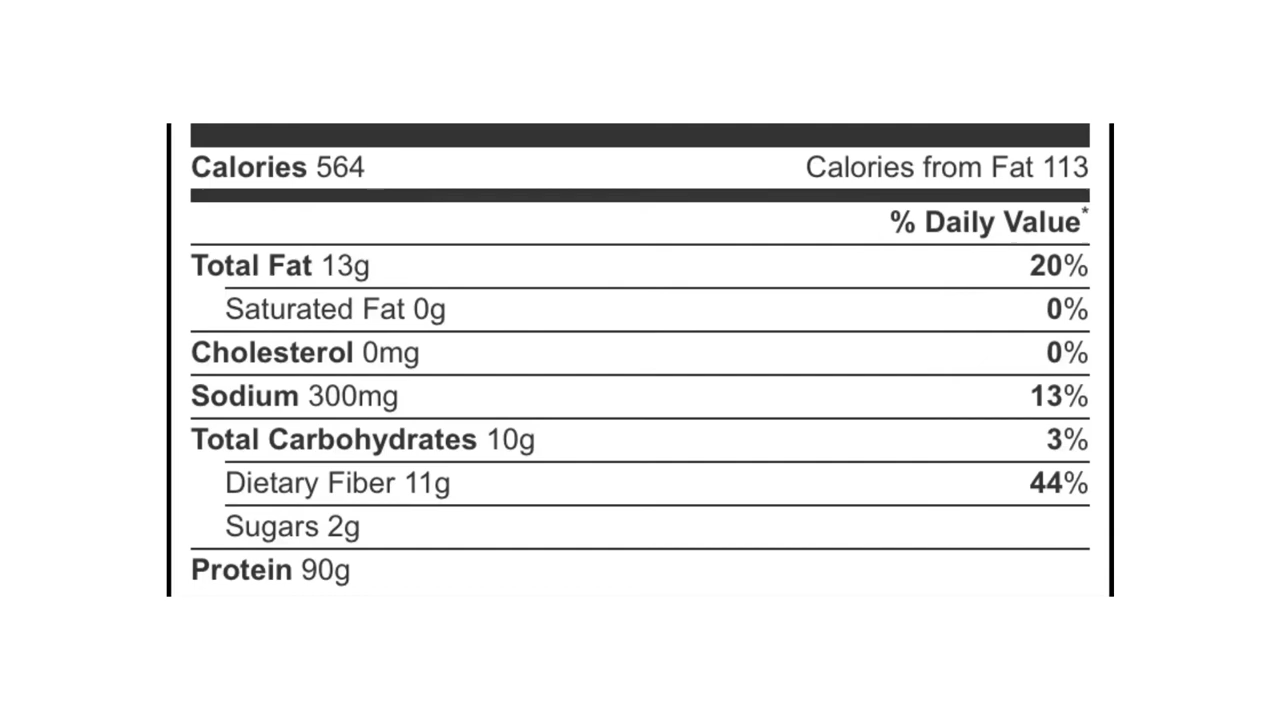 Calories 564 Calories from Fat 113
% Daily Value*
Total Fat 13g 20%
Saturated Fat 0g 0%
Cholesterol 0mg 0%
Sodium 300mg 13%
Total Carbohydrates 10g 3%
Dietary Fiber 11g 44%
Sugars 2g
Protein 90g